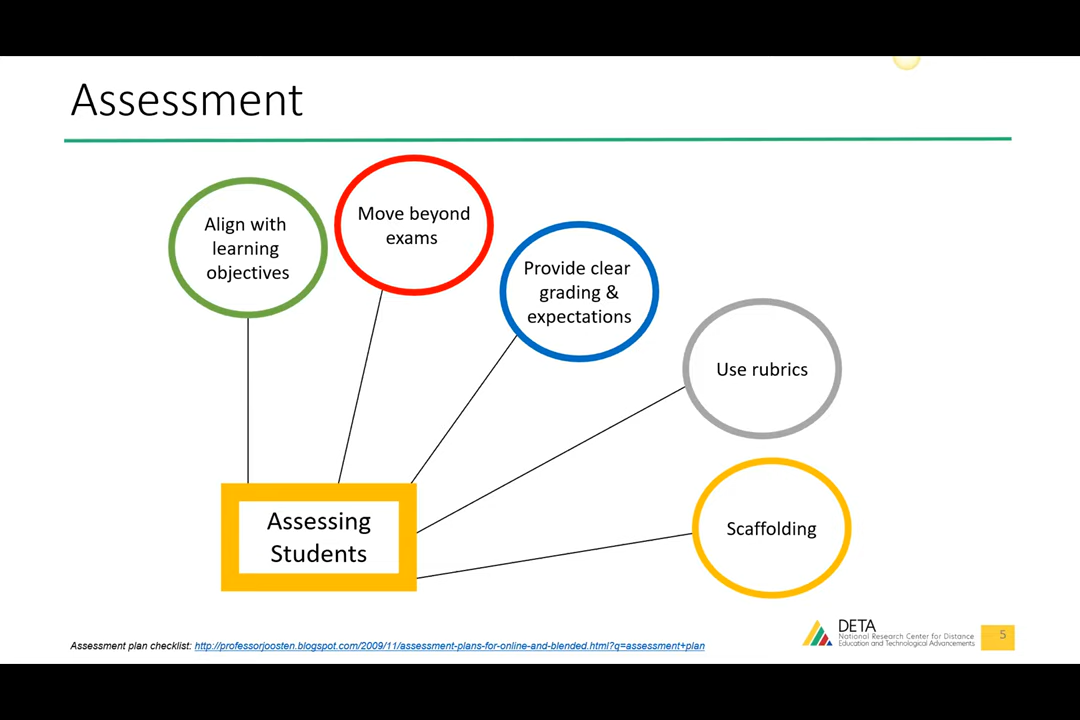 Assessment
Align with
learning
objectives
Move beyond
exams
Provide clear
grading &
expectations
Use rubrics
Scaffolding
Assessing
Students
Assessment plan checklist: http://professorjoosten.blogspot.com/2009/11/assessment-plans-for-online-and-blended.html?q=assessment+plan
DETA
National Research Center for Distance
Education and Technological Advancements
5